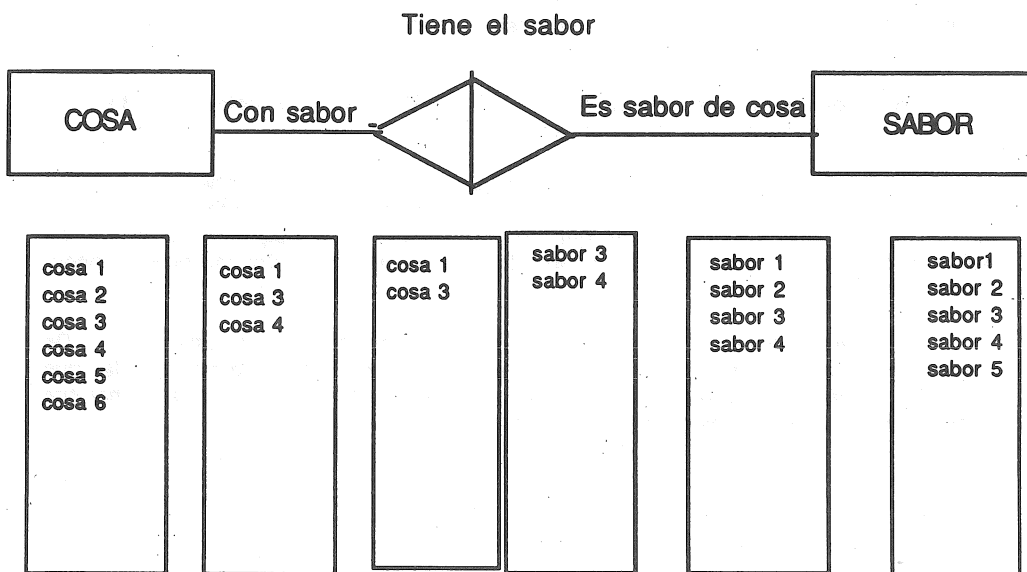 Tiene el sabor
COSA
Con sabor
Es sabor de cosa
SABOR
cosa 1
cosa 2
cosa 3
cosa 4
cosa 5
cosa 6
cosa 1
cosa 3
cosa 4
cosa 1
cosa 3
sabor 3
sabor 4
sabor 1
sabor 2
sabor 3
sabor 4
sabor1
sabor 2
sabor 3
sabor 4
sabor 5